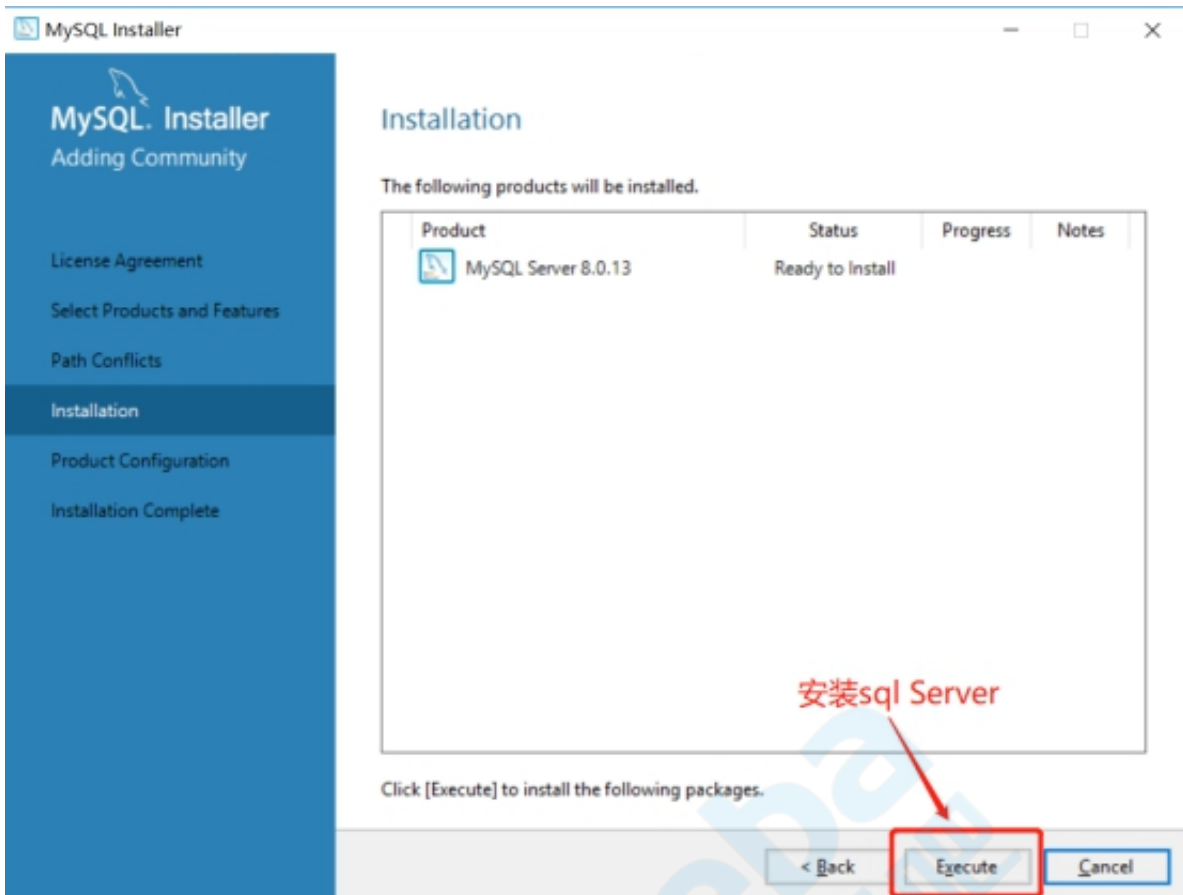 MySQL Installer
MySQL. Installer
Adding Community
License Agreement
Select Products and Features
Path Conflicts
Installation
Product Configuration
Installation Complete
Installation
The following products will be installed.
Product Status Progress Notes
MySQL Server 8.0.13 Ready to Install
安装sql Server
Click [Execute] to install the following packages.
< Back Execute Cancel